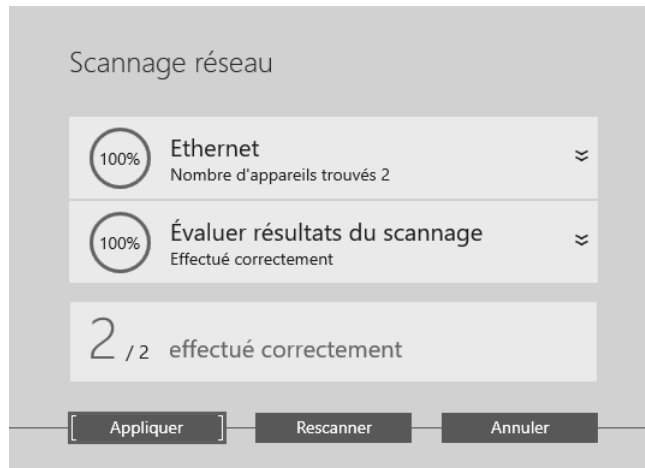 Scannage réseau
100%
Ethernet
Nombre d'appareils trouvés 2
100%
Évaluer résultats du scannage
Effectué correctement
2 / 2 effectué correctement
[ Appliquer ] Rescanner Annuler